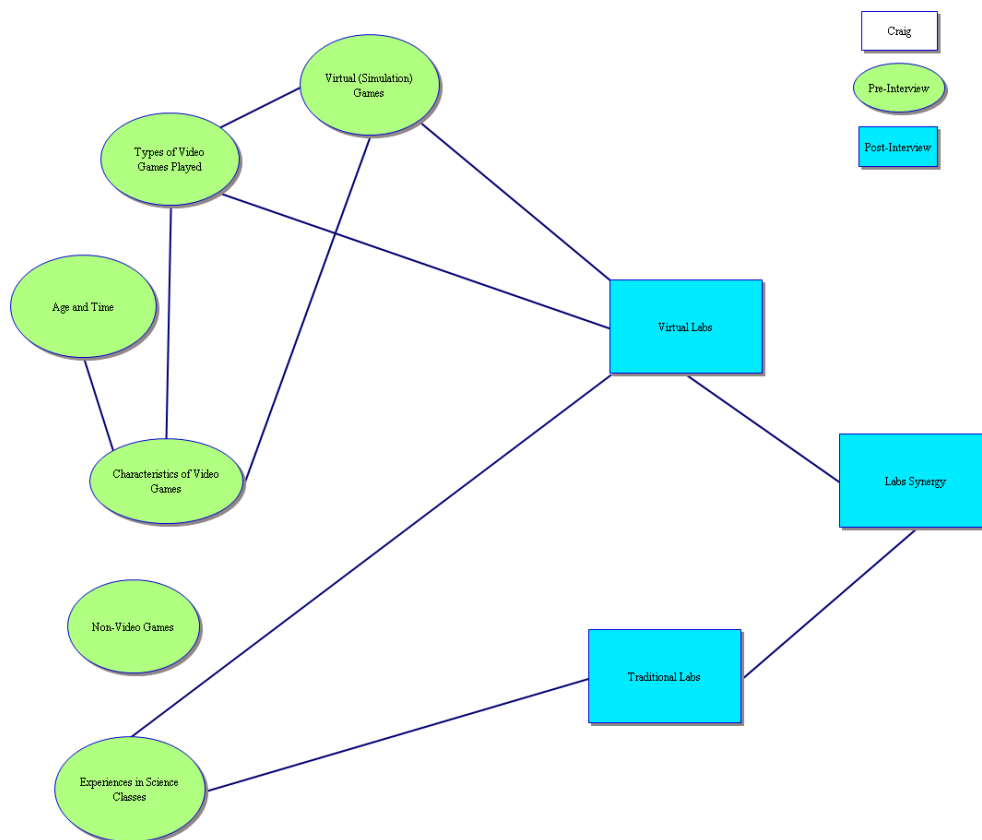 Craig
Virtual (Simulation)
Games
Pre-Interview
Types of Video
Games Played
Post-Interview
Age and Time
Virtual Labs
Characteristics of Video
Games
Labs Synergy
Non-Video Games
Traditional Labs
Experiences in Science
Classes